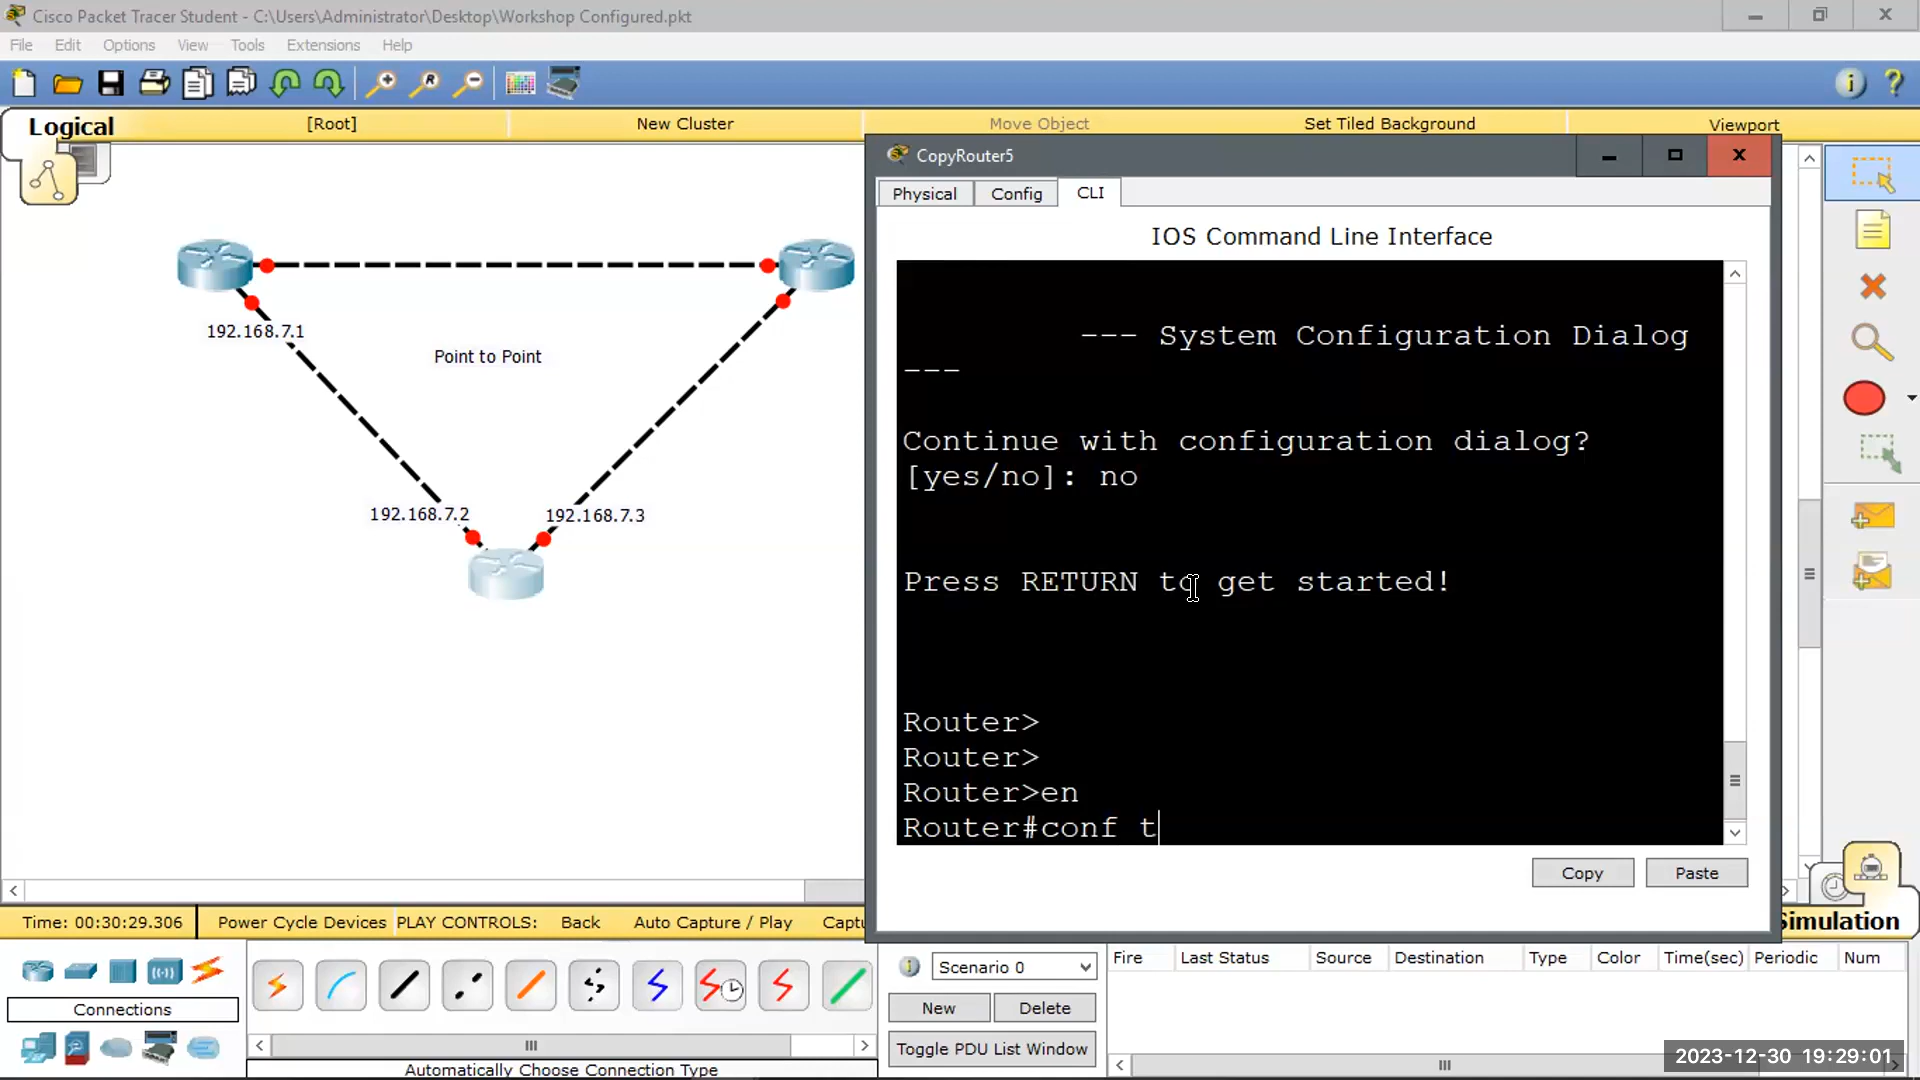 Cisco Packet Tracer Student - C:\Users\Administrator\Desktop\Workshop Configured.pkt
File Edit Options View Tools Extensions Help
Logical
[Root]
New Cluster
Move Object
Set Tiled Background
Viewport
CopyRouter5
Physical Config CLI
IOS Command Line Interface
--- System Configuration Dialog
---
Continue with configuration dialog?
[yes/no]: no
Press RETURN to get started!
Router>
Router>
Router>en
Router#conf t
Copy Paste
192.168.7.1
Point to Point
192.168.7.2
192.168.7.3
Time: 00:30:29.306
Power Cycle Devices PLAY CONTROLS: Back Auto Capture / Play Captu
Simulation
Connections
Automatically Choose Connection Type
Scenario 0
New Delete
Toggle PDU List Window
Fire Last Status Source Destination Type Color Time(sec) Periodic Num
2023-12-30 19:29:01